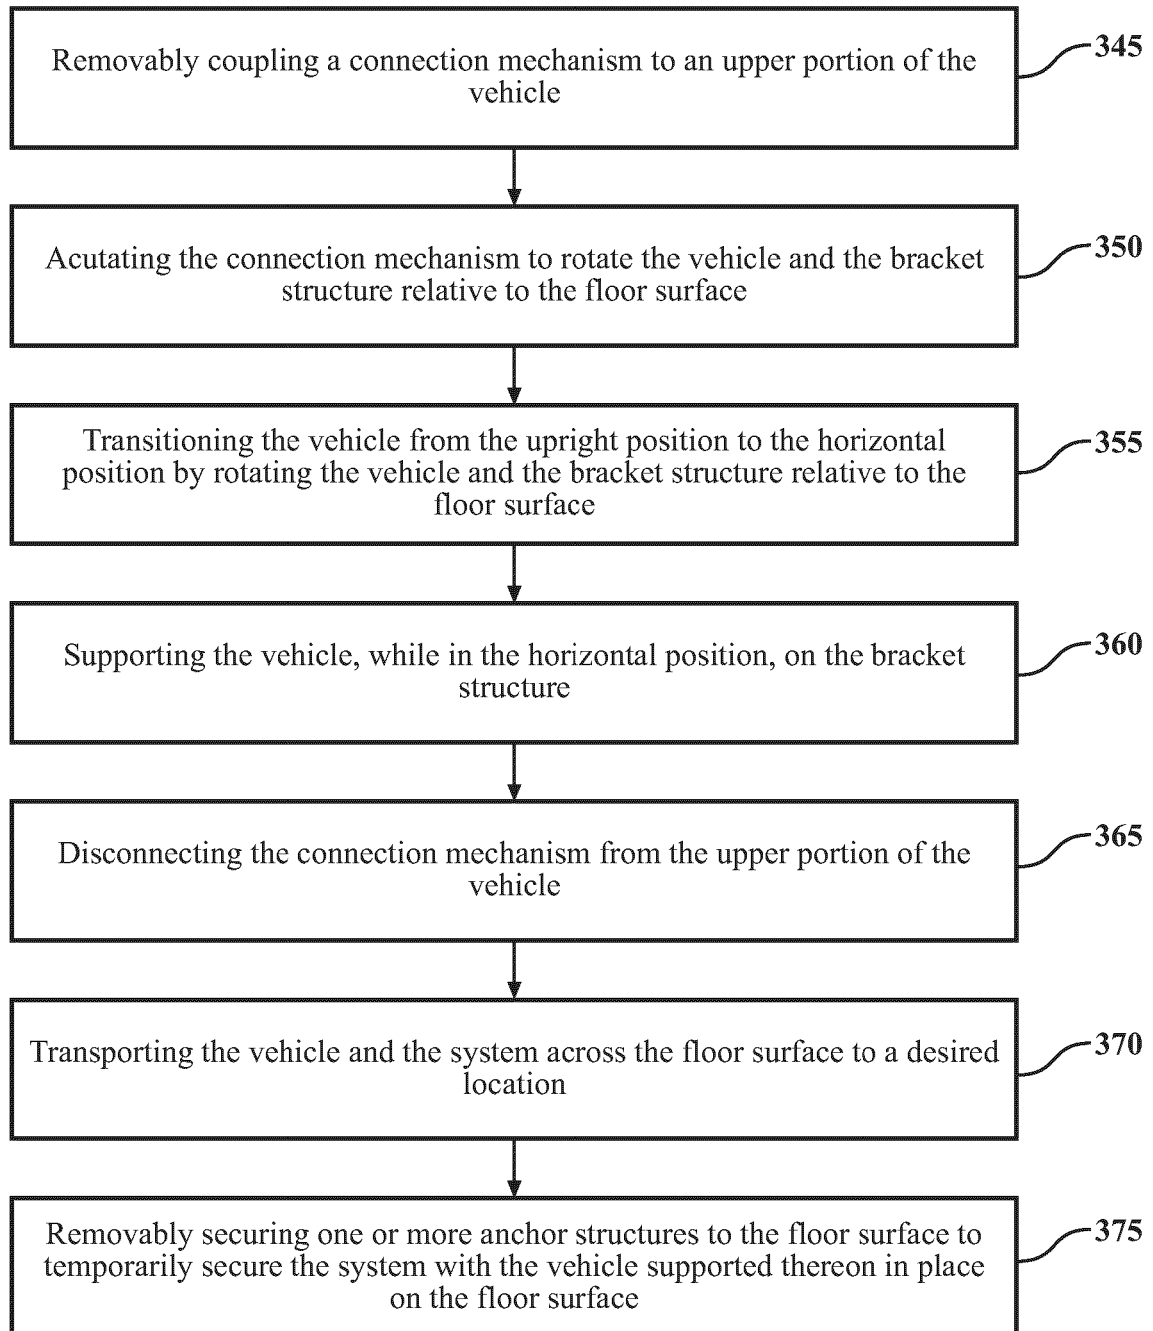 Removably coupling a connection mechanism to an upper portion of the
vehicle
345
Acutating the connection mechanism to rotate the vehicle and the bracket
structure relative to the floor surface
350
Transitioning the vehicle from the upright position to the horizontal
position by rotating the vehicle and the bracket structure relative to the
floor surface
355
Supporting the vehicle, while in the horizontal position, on the bracket
structure
360
Disconnecting the connection mechanism from the upper portion of the
vehicle
365
Transporting the vehicle and the system across the floor surface to a desired
location
370
Removably securing one or more anchor structures to the floor surface to
temporarily secure the system with the vehicle supported thereon in place
on the floor surface
375